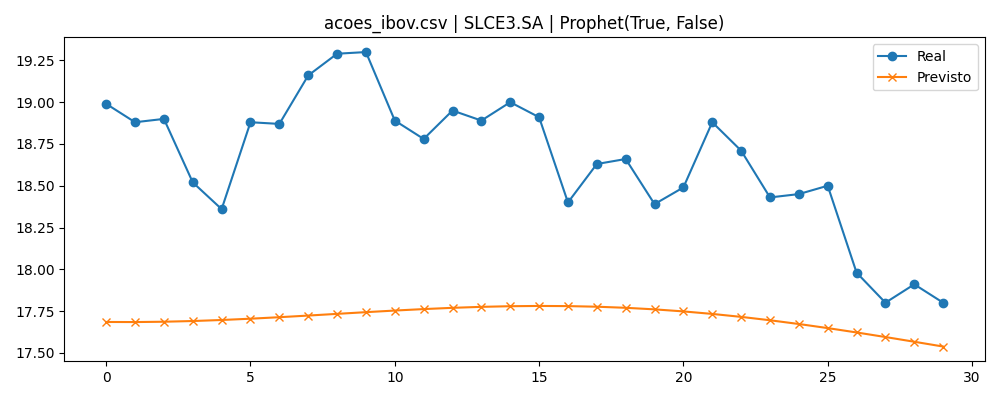 acoes_ibov.csv | SLCE3.SA | Prophet(True, False)
Real
Previsto
19.25
19.00
18.75
18.50
18.25
18.00
17.75
17.50
0 5 10 15 20 25 30